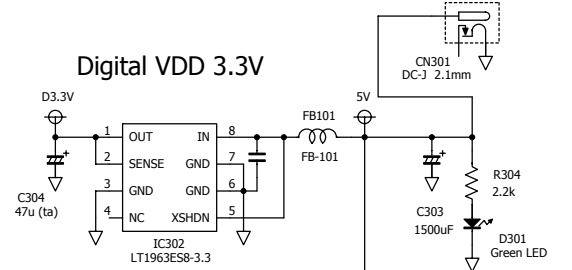 CN301
DC-J 2.1mm
Digital VDD 3.3V
D3.3V
FB101
5V
1 OUT IN 8
2 SENSE GND 7
3 GND GND 6
4 NC XSHDN 5
FB-101
C304
47u (ta)
IC302
LT1963ES8-3.3
C303
1500uF
R304
2.2k
D301
Green LED